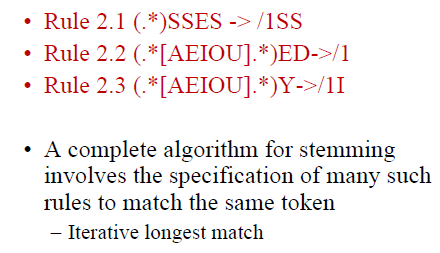 • Rule 2.1 (.*)SSES -> /1SS
• Rule 2.2 (.*[AEIOU].*)ED->/1
• Rule 2.3 (.*[AEIOU].*)Y->/1I
• A complete algorithm for stemming
involves the specification of many such
rules to match the same token
– Iterative longest match